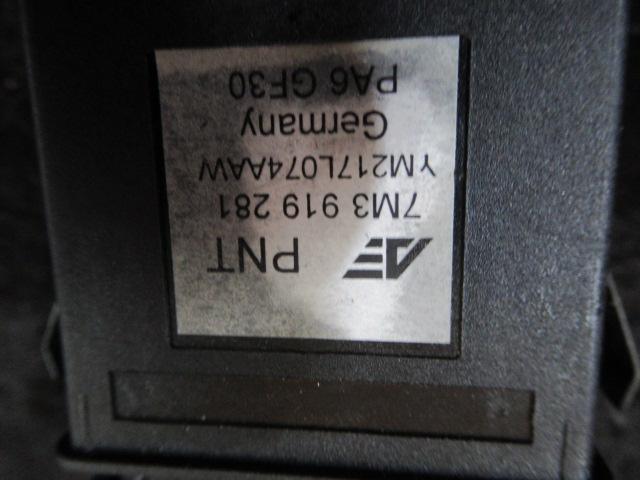 PNT
7M3 919 281
YM217L074AAW
Germany
PA6 GF30